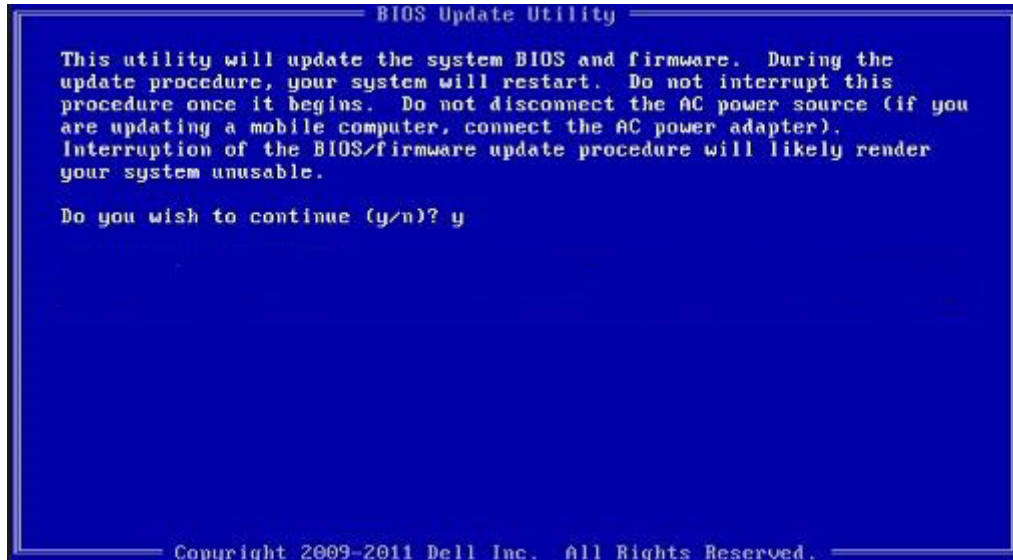 BIOS Update Utility
This utility will update the system BIOS and firmware. During the
update procedure, your system will restart. Do not interrupt this
procedure once it begins. Do not disconnect the AC power source (if you
are updating a mobile computer, connect the AC power adapter).
Interruption of the BIOS/firmware update procedure will likely render
your system unusable.
Do you wish to continue (y/n)? y
Copyright 2009-2011 Dell Inc. All Rights Reserved.